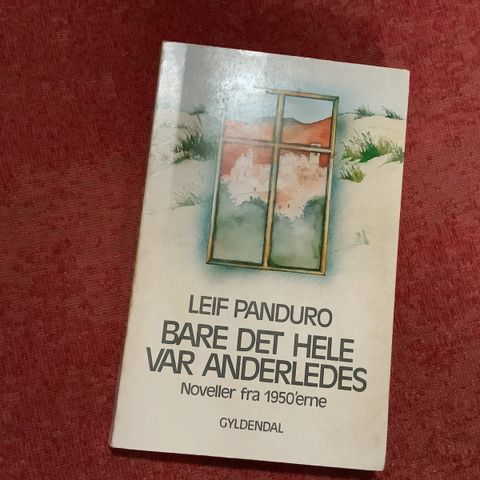 LEIF PANDURO
BARE DET HELE
VAR ANDERLEDES
Noveller fra 1950'erne
GYLDENDAL